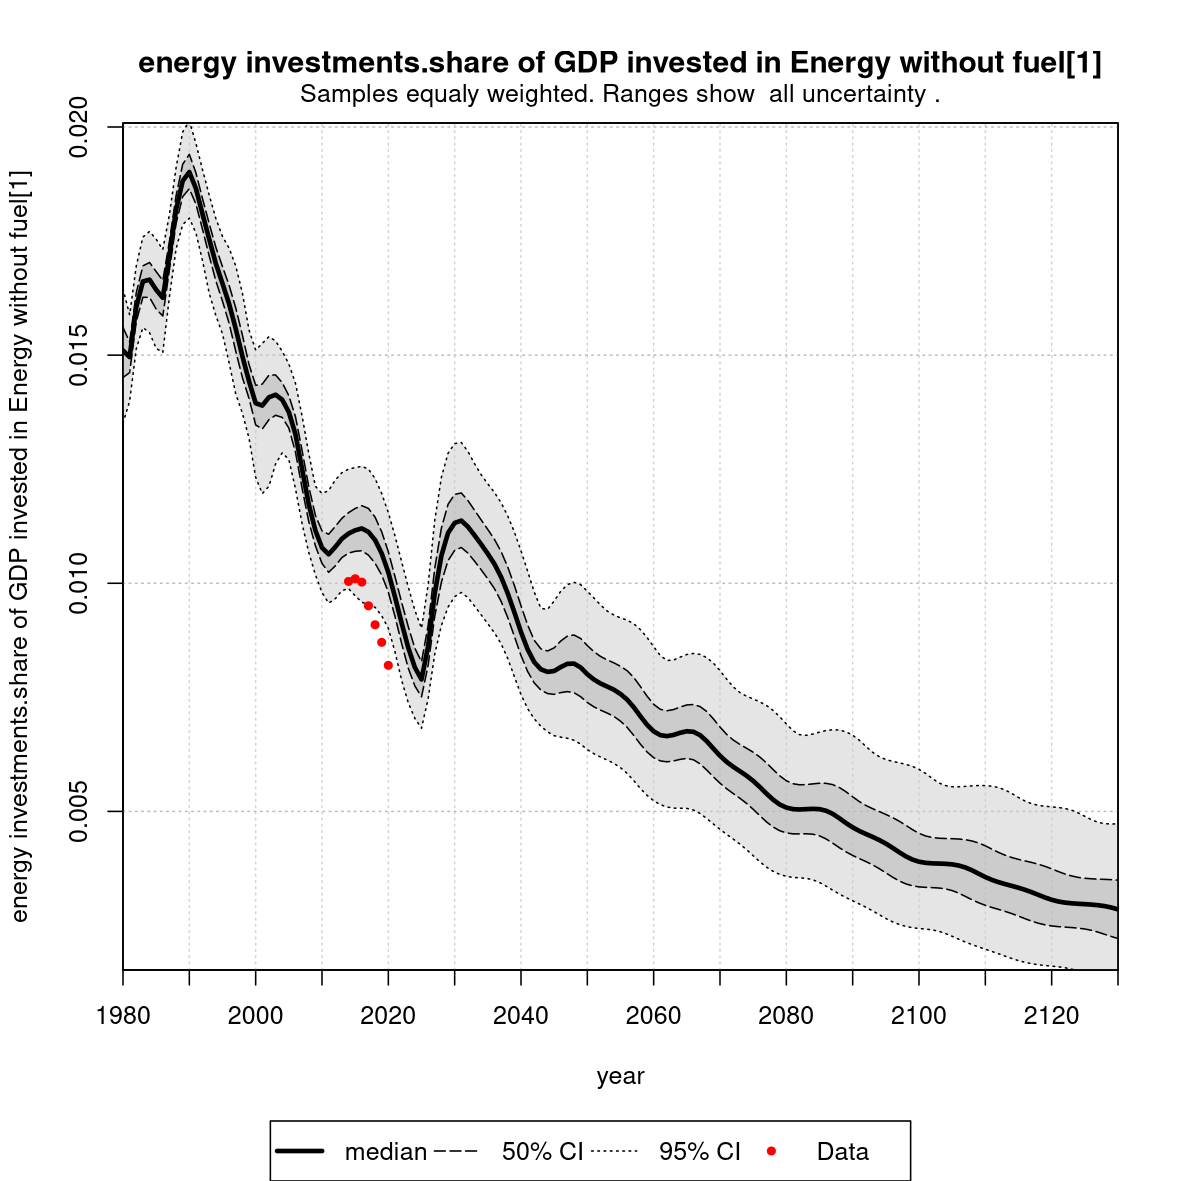 energy investments.share of GDP invested in Energy without fuel[1]
Samples equaly weighted. Ranges show  all uncertainty .
energy investments.share of GDP invested in Energy without fuel[1]
0.020
0.015
0.010
0.005
1980 2000 2020 2040 2060 2080 2100 2120
year
median 50% CI 95% CI Data